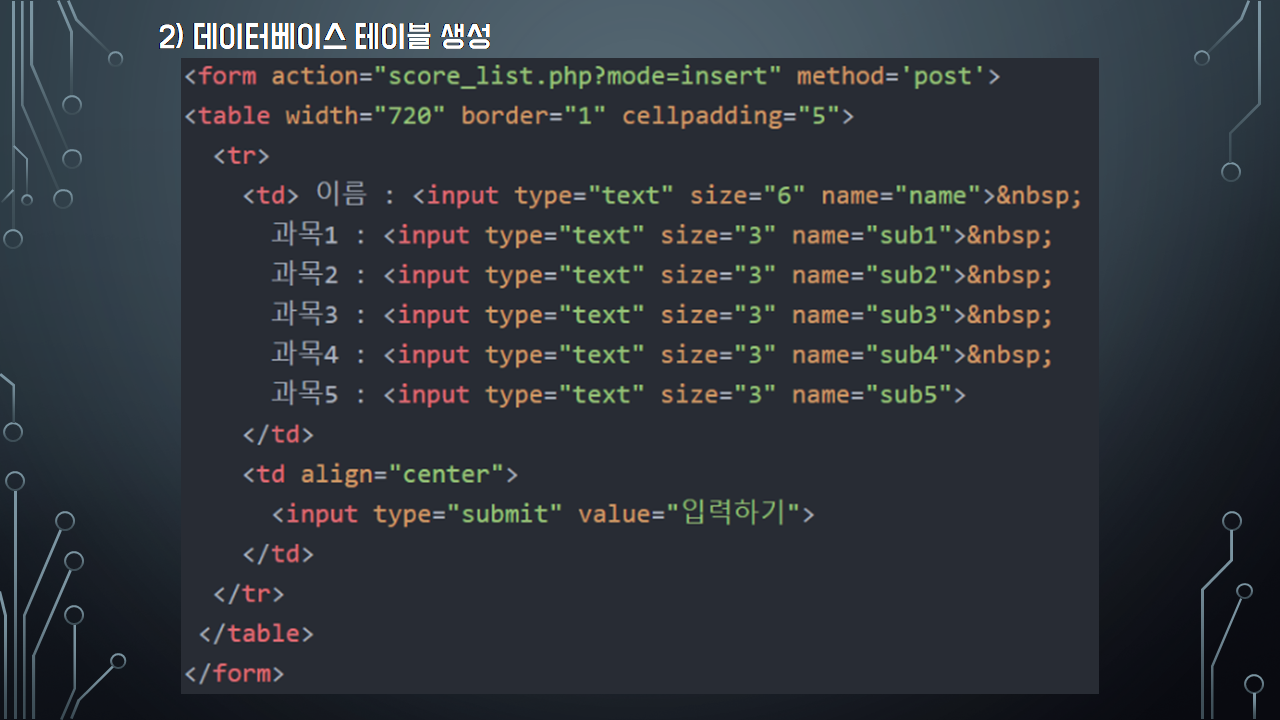 2) 데이터베이스 테이블 생성
<form action="score_list.php?mode=insert" method='post'>
<table width="720" border="1" cellpadding="5">
<tr>
<td> 이름 : <input type="text" size="6" name="name">&nbsp;
과목1 : <input type="text" size="3" name="sub1">&nbsp;
과목2 : <input type="text" size="3" name="sub2">&nbsp;
과목3 : <input type="text" size="3" name="sub3">&nbsp;
과목4 : <input type="text" size="3" name="sub4">&nbsp;
과목5 : <input type="text" size="3" name="sub5">
</td>
<td align="center">
<input type="submit" value="입력하기">
</td>
</tr>
</table>
</form>